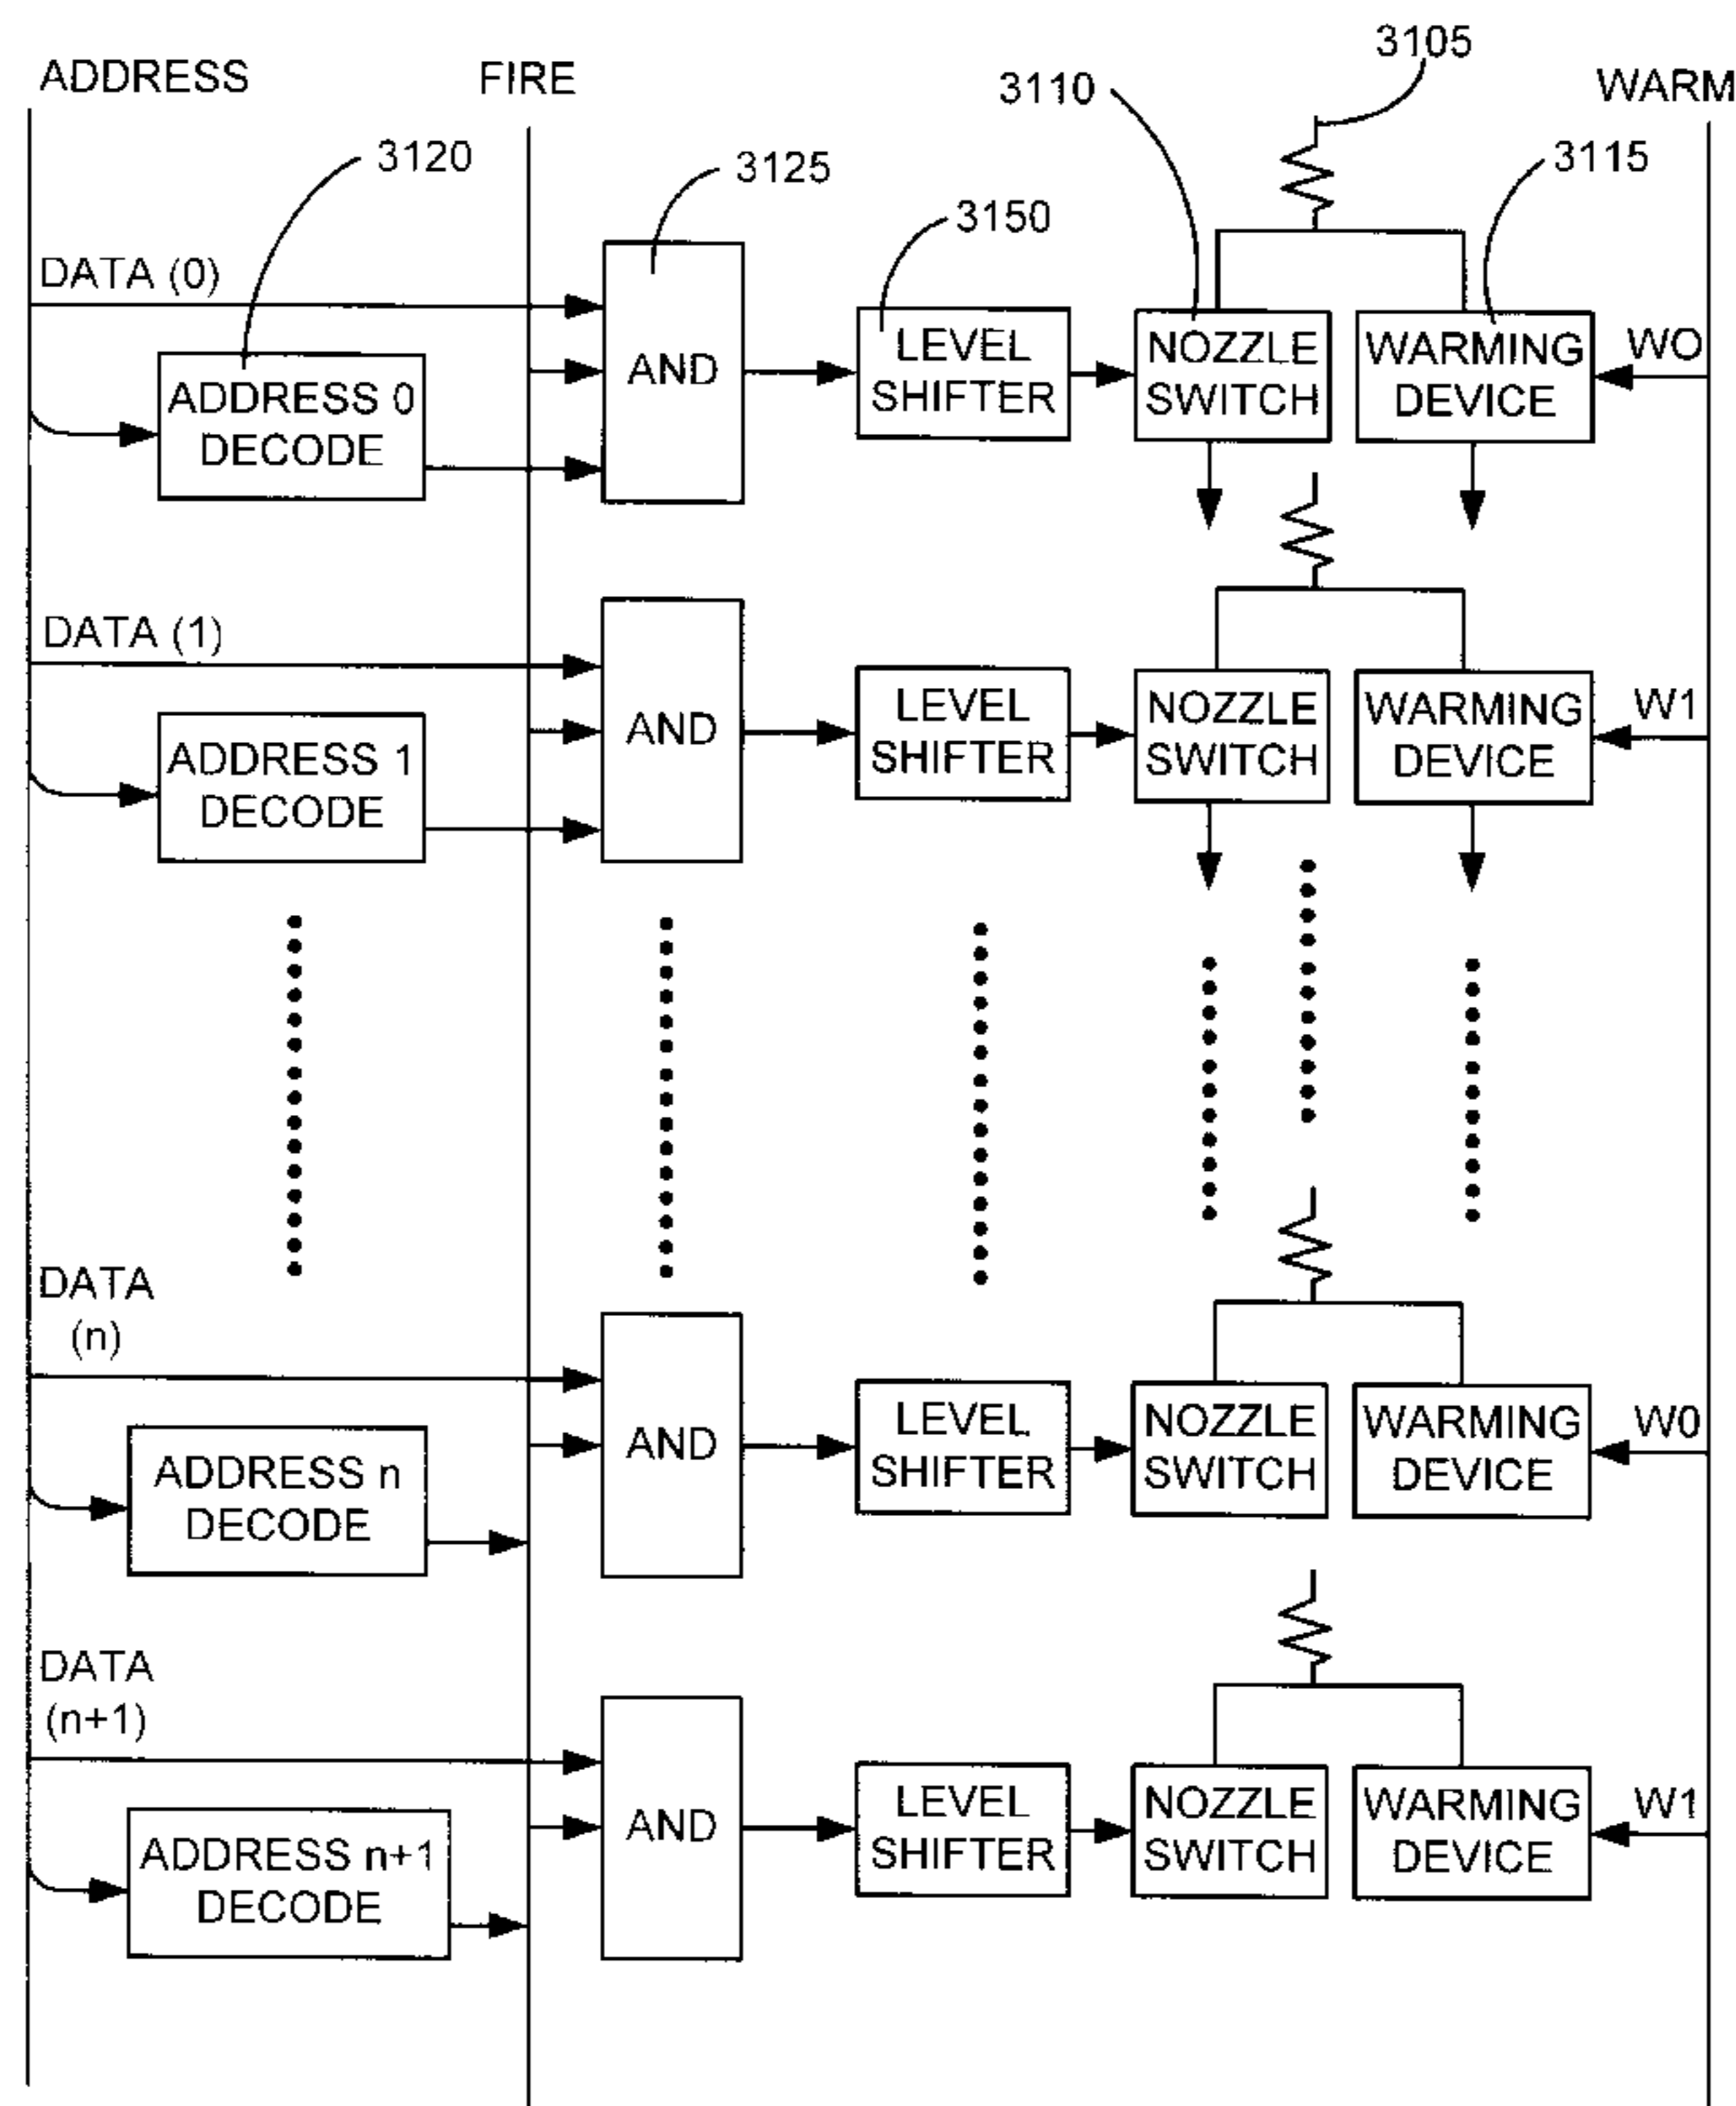 3105
ADDRESS
FIRE
3110
WARM
3120
3125
3115
3150
DATA (0)
ADDRESS 0
DECODE
AND
LEVEL
SHIFTER
NOZZLE
SWITCH
WARMING
DEVICE
WO
DATA (1)
ADDRESS 1
DECODE
AND
LEVEL
SHIFTER
NOZZLE
SWITCH
WARMING
DEVICE
W1
DATA
(n)
ADDRESS n
DECODE
AND
LEVEL
SHIFTER
NOZZLE
SWITCH
WARMING
DEVICE
W0
DATA
(n+1)
ADDRESS n+1
DECODE
AND
LEVEL
SHIFTER
NOZZLE
SWITCH
WARMING
DEVICE
W1